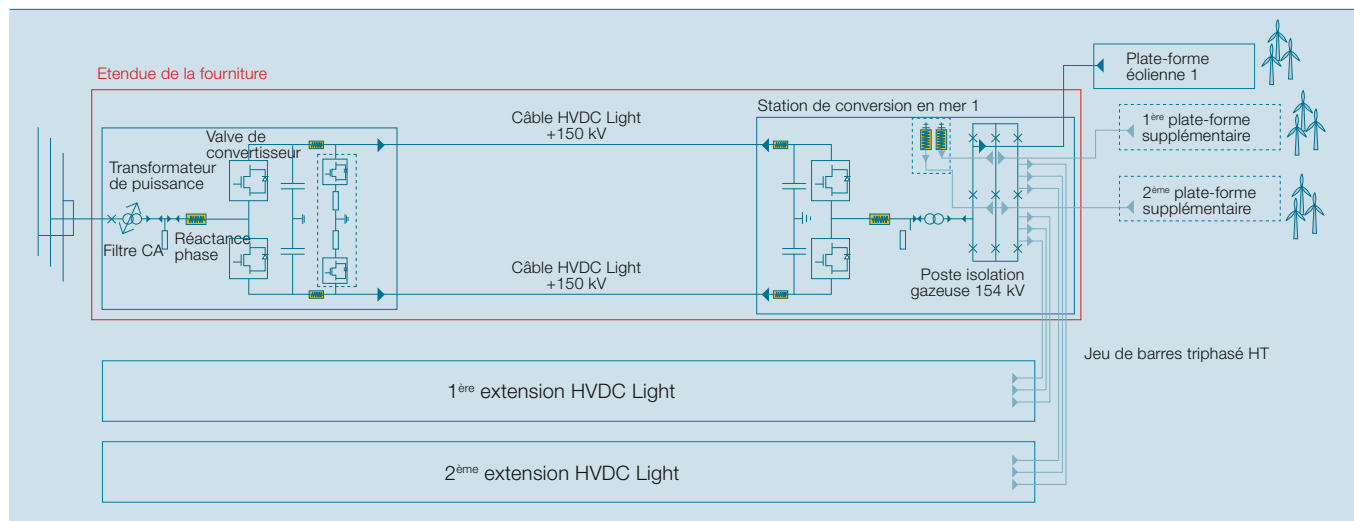 Etendue de la fourniture
Plate-forme
éolienne 1
Câble HVDC Light
+150 kV
Station de conversion en mer 1
Valve de
convertisseur
1ère plate-forme
supplémentaire
Transformateur
de puissance
2ème plate-forme
supplémentaire
Filtre CA
Réactance
phase
Câble HVDC Light
+150 kV
Poste isolation
gazeuse 154 kV
Jeu de barres triphasé HT
1ère extension HVDC Light
2ème extension HVDC Light